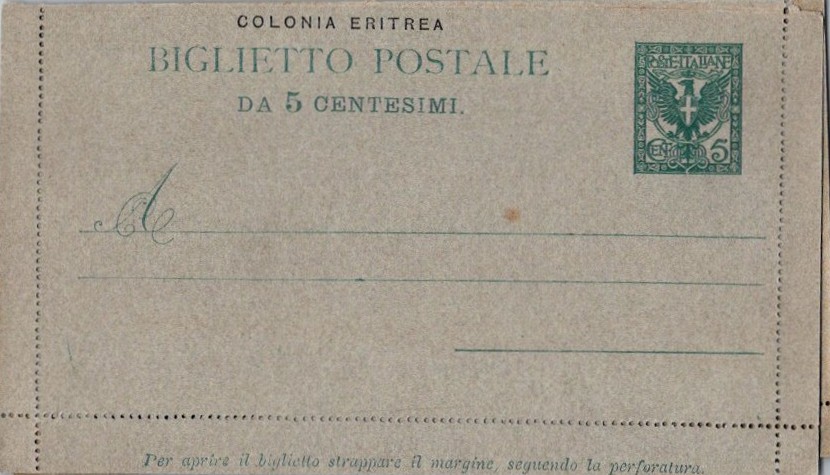 COLONIA ERITREA
BIGLIETTO POSTALE
DA 5 CENTESIMI.
POSTE·ITALIANE
CENT 5
A
Per aprire il biglietto strappare il margine, seguendo la perforatura.